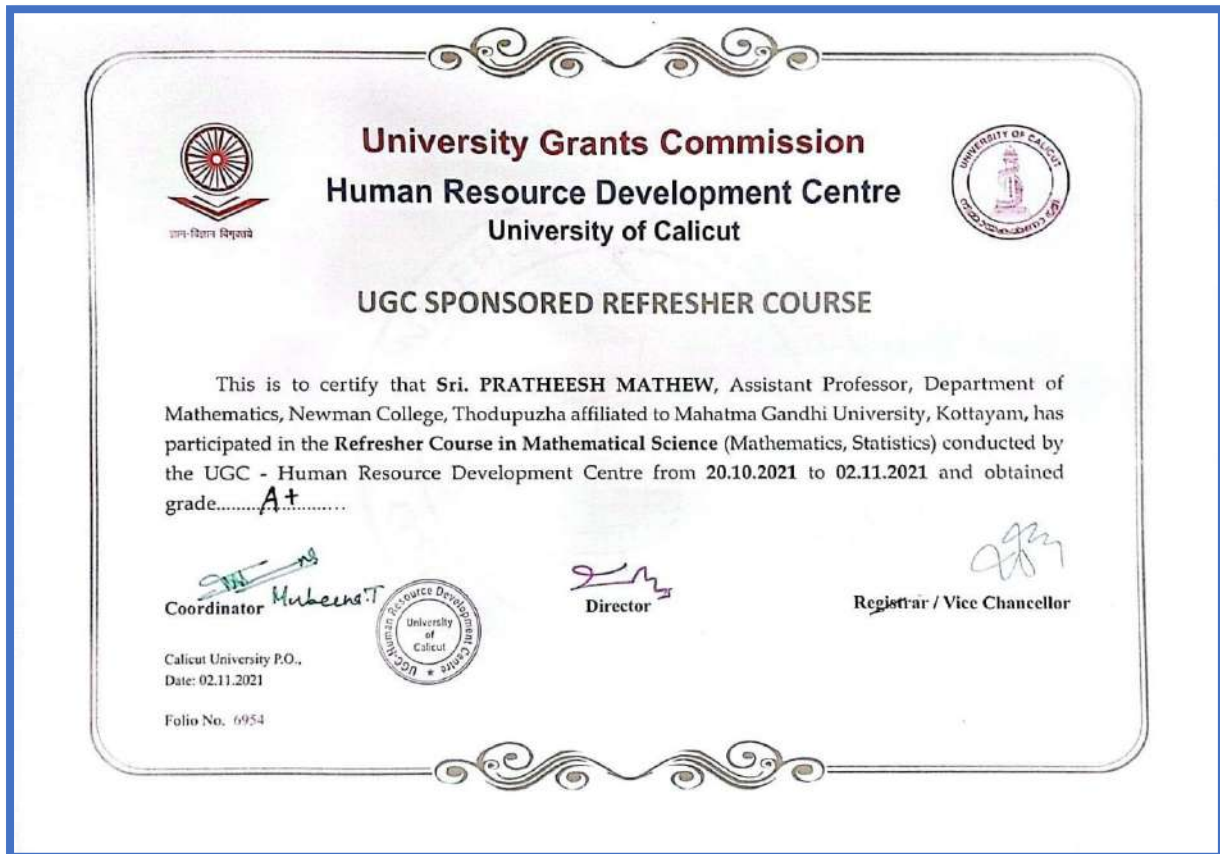 University Grants Commission
Human Resource Development Centre
University of Calicut
ज्ञान-विज्ञान विमुक्तये
UNIVERSITY OF CALICUT
UGC SPONSORED REFRESHER COURSE
This is to certify that Sri. PRATHEESH MATHEW, Assistant Professor, Department of
Mathematics, Newman College, Thodupuzha affiliated to Mahatma Gandhi University, Kottayam, has
participated in the Refresher Course in Mathematical Science (Mathematics, Statistics) conducted by
the UGC - Human Resource Development Centre from 20.10.2021 to 02.11.2021 and obtained
grade.........A+..........
Coordinator Mubeena.T
UGC-Human Resource Development Centre
University
of
Calicut
Director
Registrar / Vice Chancellor
Calicut University P.O.,
Date: 02.11.2021
Folio No. 6954